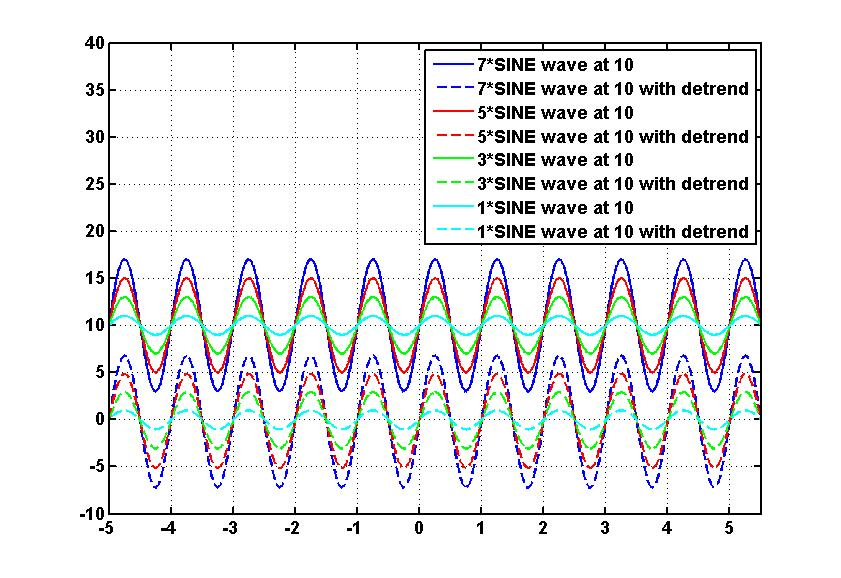 40
35
30
25
20
15
10
5
0
-5
-10
7*SINE wave at 10
7*SINE wave at 10 with detrend
5*SINE wave at 10
5*SINE wave at 10 with detrend
3*SINE wave at 10
3*SINE wave at 10 with detrend
1*SINE wave at 10
1*SINE wave at 10 with detrend
-5 -4 -3 -2 -1 0 1 2 3 4 5